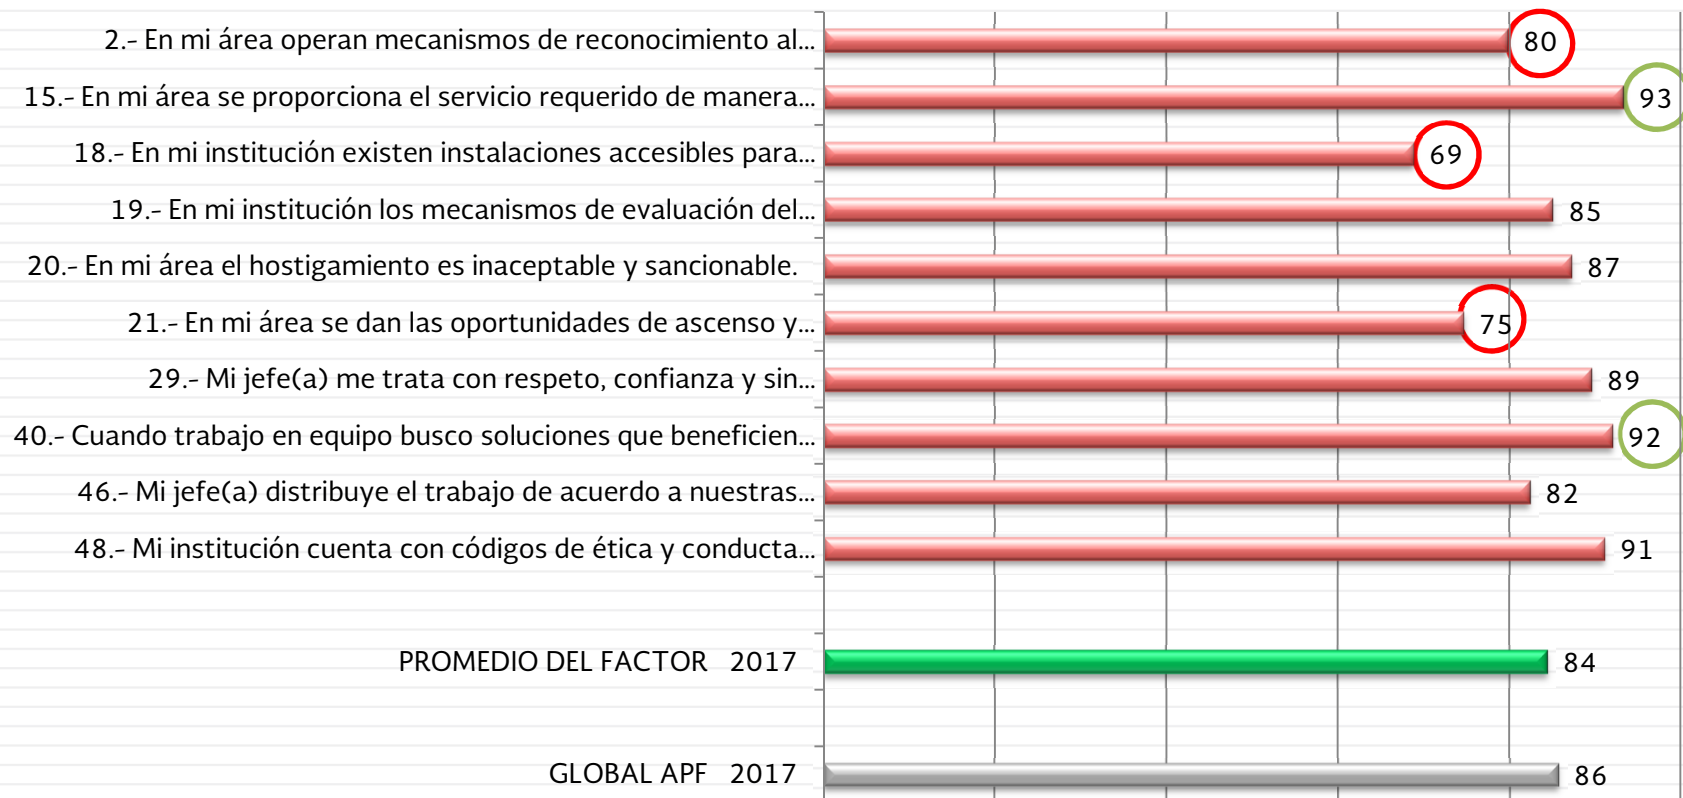 2.- En mi área operan mecanismos de reconocimiento al... 80
15.- En mi área se proporciona el servicio requerido de manera... 93
18.- En mi institución existen instalaciones accesibles para... 69
19.- En mi institución los mecanismos de evaluación del... 85
20.- En mi área el hostigamiento es inaceptable y sancionable. 87
21.- En mi área se dan las oportunidades de ascenso y... 75
29.- Mi jefe(a) me trata con respeto, confianza y sin... 89
40.- Cuando trabajo en equipo busco soluciones que beneficien... 92
46.- Mi jefe(a) distribuye el trabajo de acuerdo a nuestras... 82
48.- Mi institución cuenta con códigos de ética y conducta... 91
PROMEDIO DEL FACTOR 2017 84
GLOBAL APF 2017 86